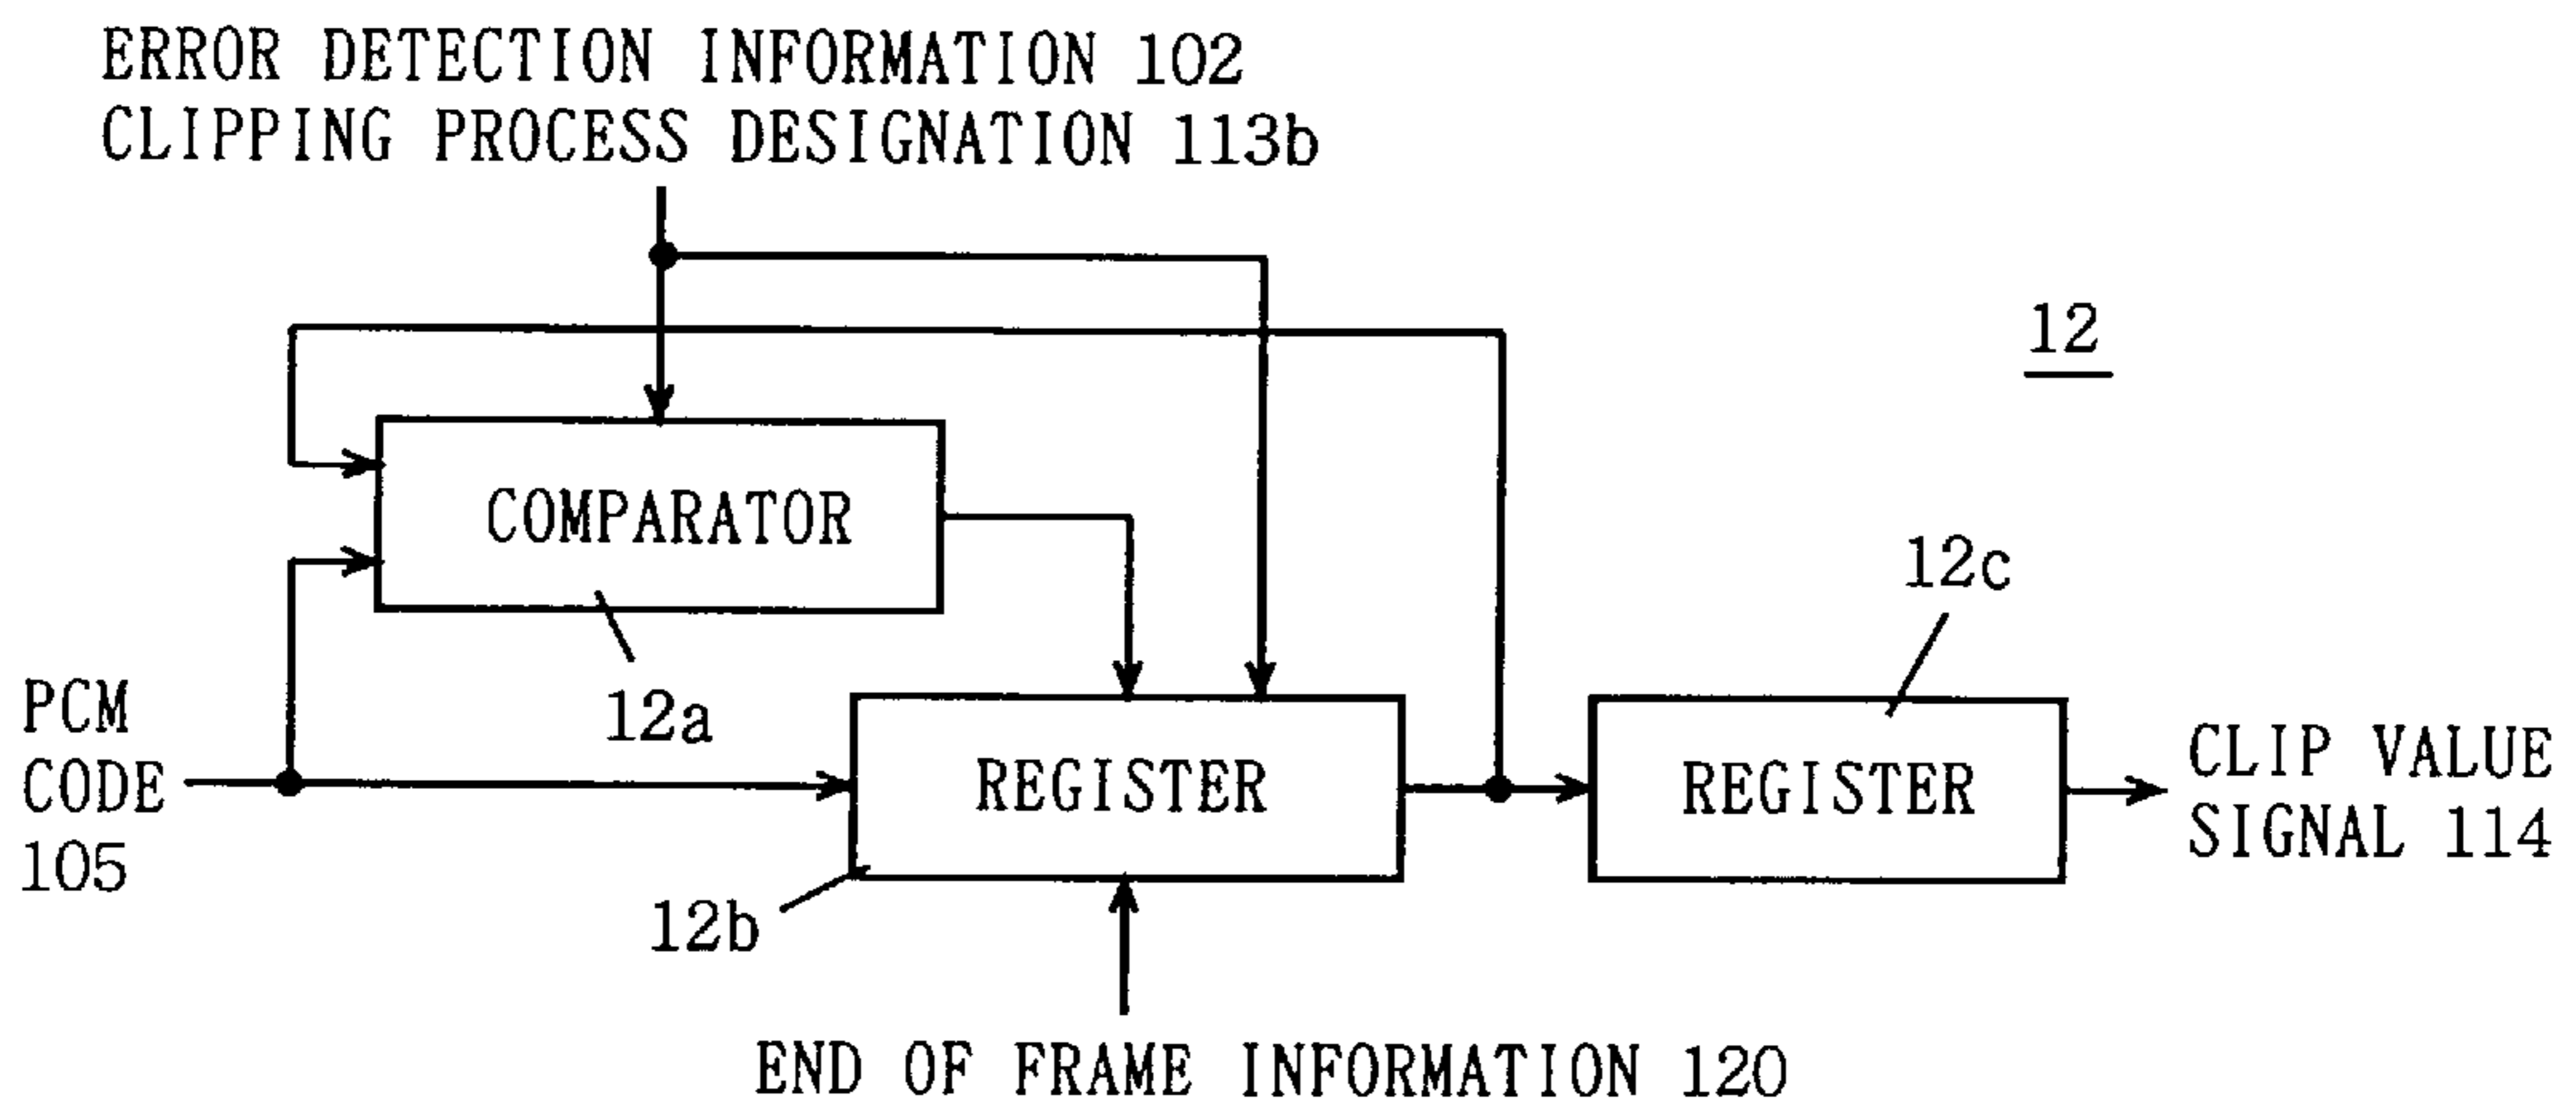 ERROR DETECTION INFORMATION 102
CLIPPING PROCESS DESIGNATION 113b
12
COMPARATOR
12c
12a
PCM
CODE
105
REGISTER
REGISTER
CLIP VALUE
SIGNAL 114
12b
END OF FRAME INFORMATION 120